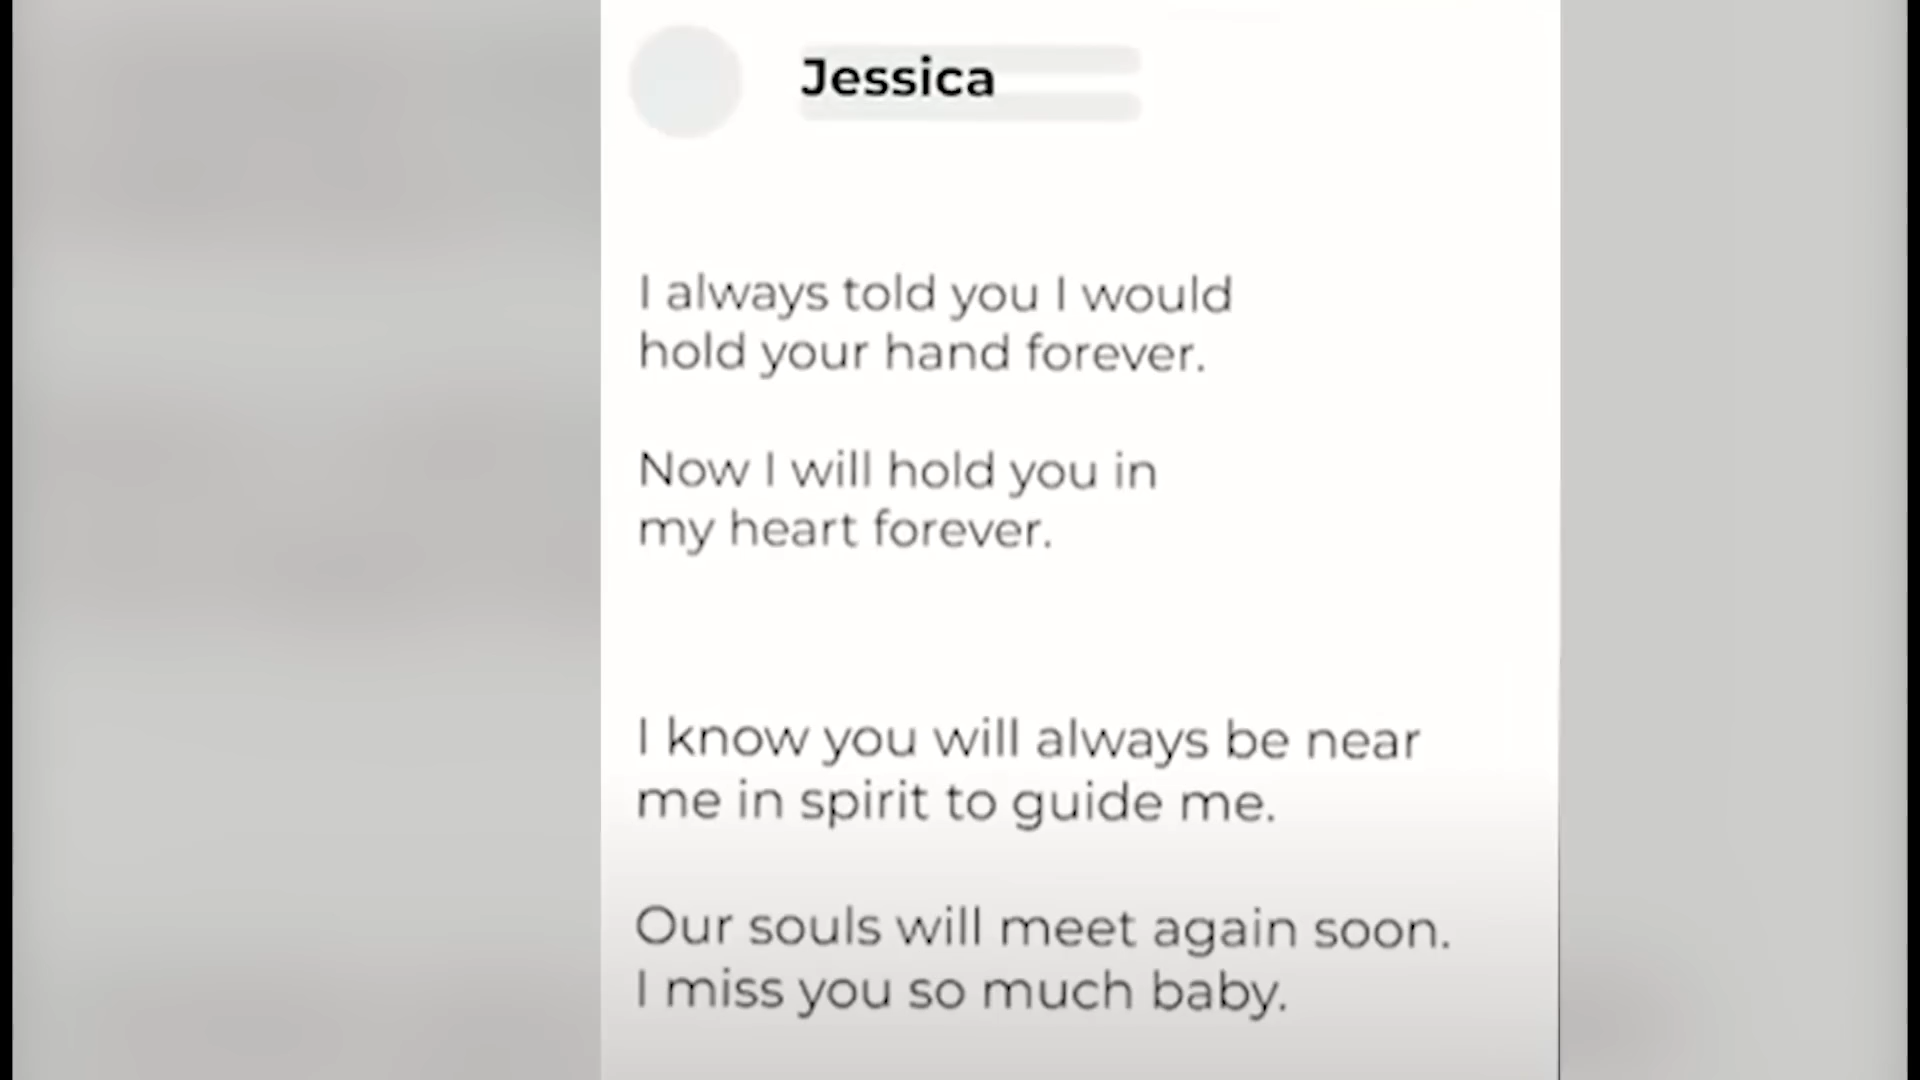 Jessica
I always told you I would
hold your hand forever.
Now I will hold you in
my heart forever.
I know you will always be near
me in spirit to guide me.
Our souls will meet again soon.
I miss you so much baby.